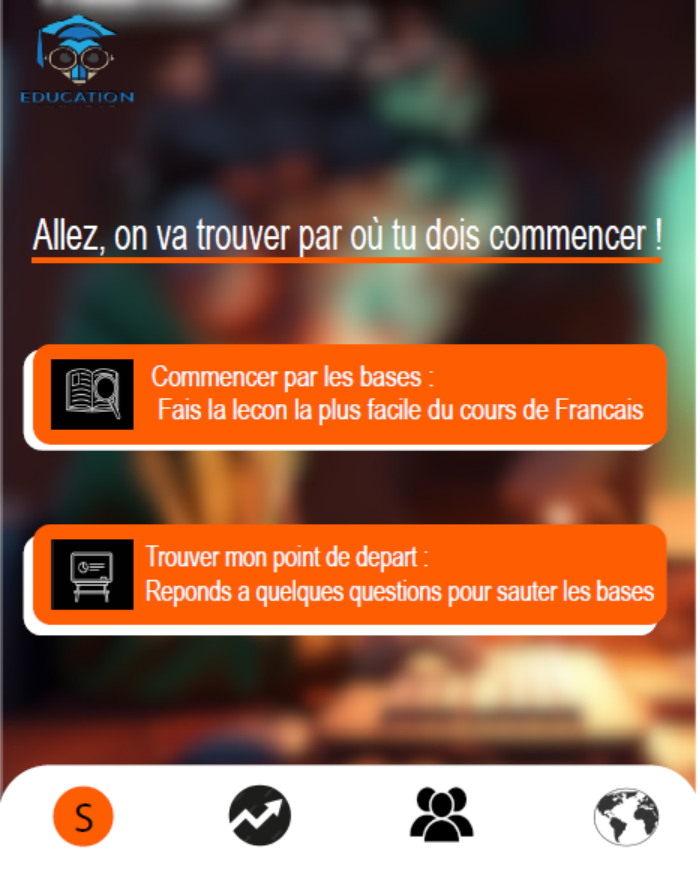 EDUCATION
Allez, on va trouver par où tu dois commencer !
Commencer par les bases :
Fais la lecon la plus facile du cours de Francais
Trouver mon point de depart :
Reponds a quelques questions pour sauter les bases
S